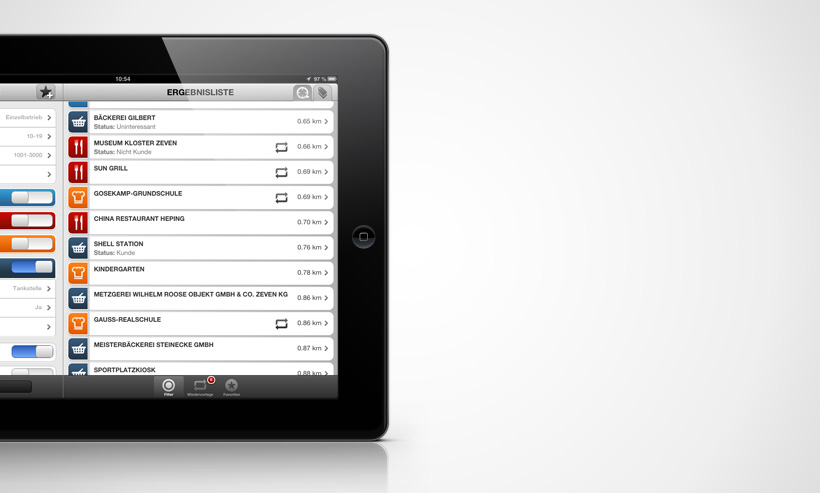 10:54
97 %
ERGEBNISLISTE
Einzelbetrieb
10-19
1001-5000
Tankstelle
Ja
BÄCKEREI GILBERT
Status: Uninteressant
0.65 km
MUSEUM KLOSTER ZEVEN
Status: Nicht Kunde
0.66 km
SUN GRILL
0.69 km
GOSEKAMP-GRUNDSCHULE
0.69 km
CHINA RESTAURANT HEPING
0.70 km
SHELL STATION
Status: Kunde
0.76 km
KINDERGARTEN
0.78 km
METZGEREI WILHELM ROOSE OBJEKT GMBH & CO. ZEVEN KG
0.86 km
GAUSS-REALSCHULE
0.86 km
MEISTERBÄCKEREI STEINECKE GMBH
0.87 km
SPORTPLATZKIOSK
0.88 km
Filter
Wiedervorlage
Favoriten